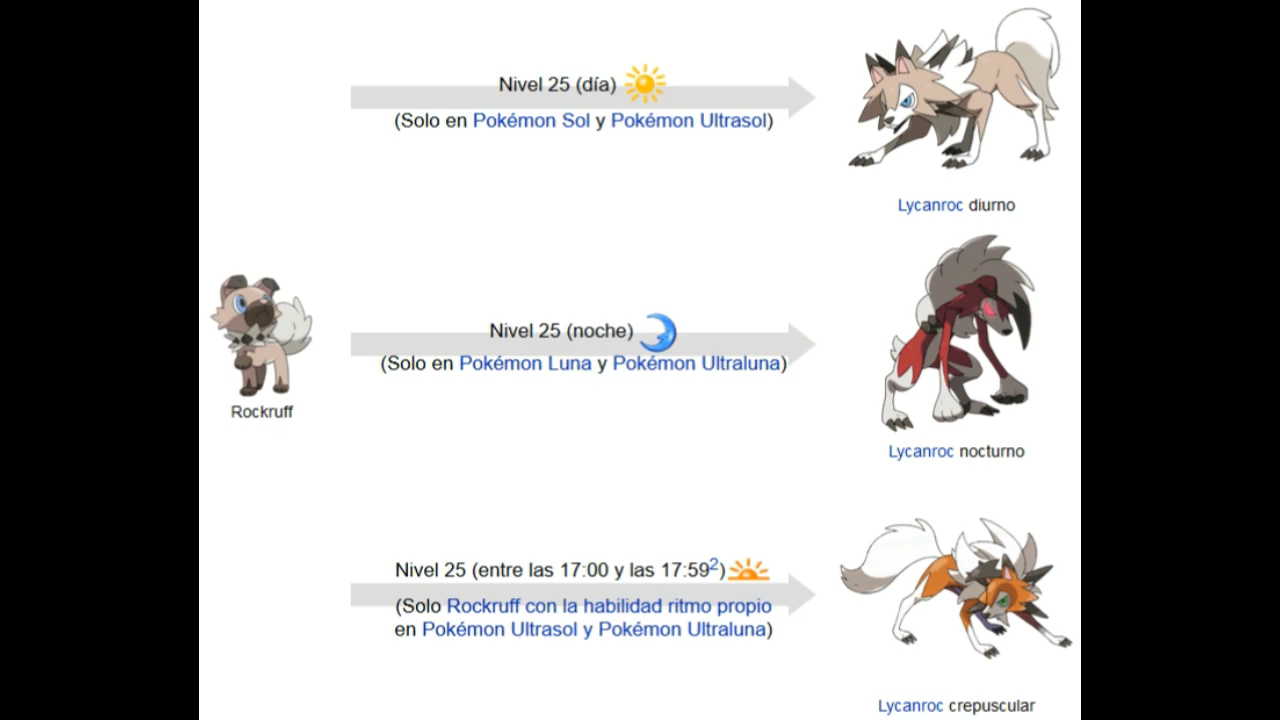 Nivel 25 (día)
(Solo en Pokémon Sol y Pokémon Ultrasol)
Lycanroc diurno
Nivel 25 (noche)
(Solo en Pokémon Luna y Pokémon Ultraluna)
Rockruff
Lycanroc nocturno
Nivel 25 (entre las 17:00 y las 17:59²)
(Solo Rockruff con la habilidad ritmo propio
en Pokémon Ultrasol y Pokémon Ultraluna)
Lycanroc crepuscular